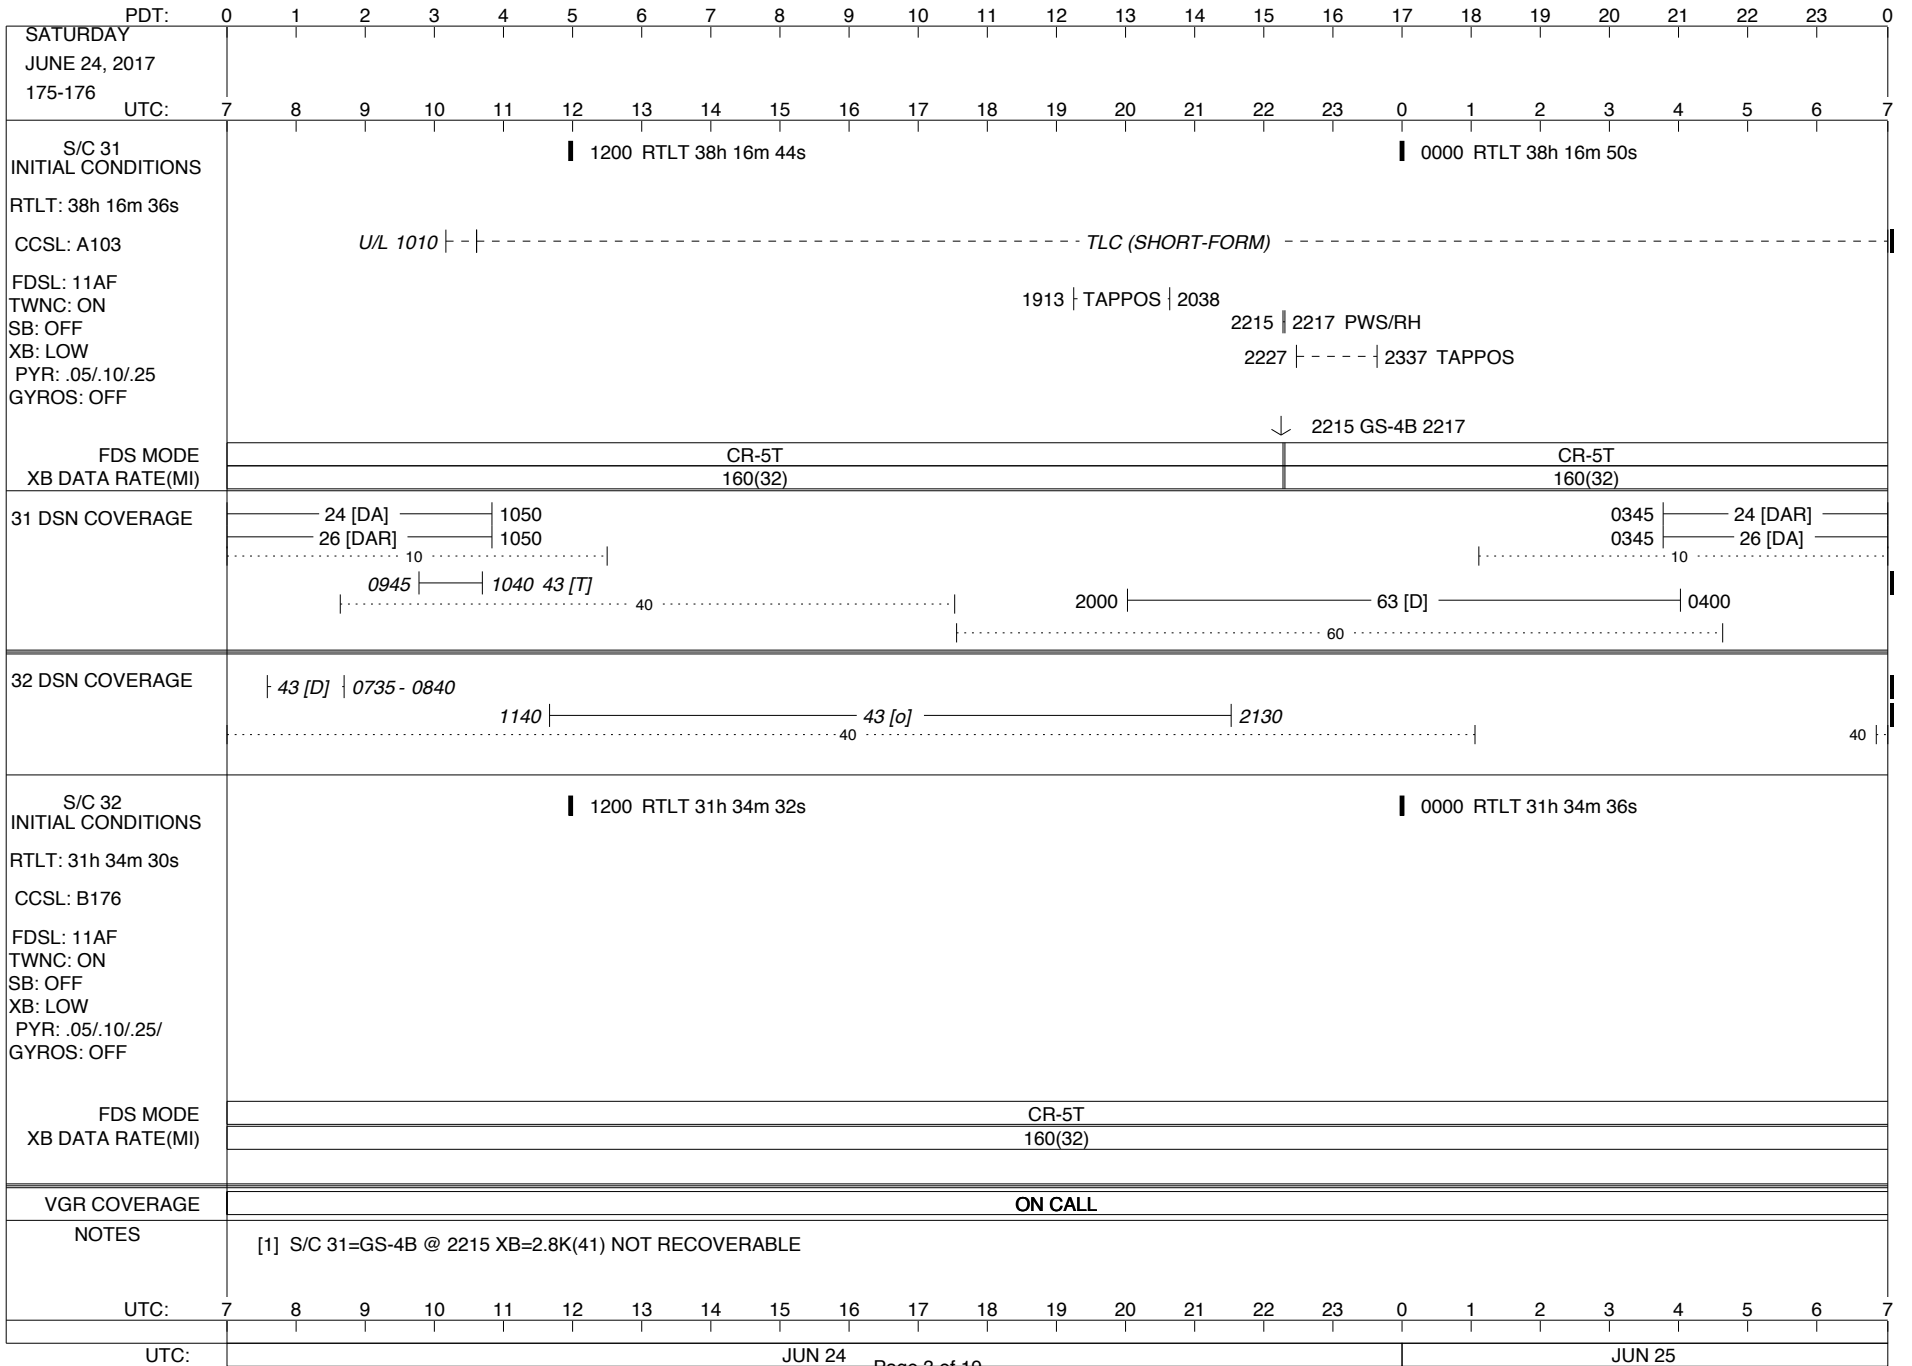 PDT: 0 1 2 3 4 5 6 7 8 9 10 11 12 13 14 15 16 17 18 19 20 21 22 23 0
SATURDAY
JUNE 24, 2017
175-176
UTC: 7 8 9 10 11 12 13 14 15 16 17 18 19 20 21 22 23 0 1 2 3 4 5 6 7
S/C 31
INITIAL CONDITIONS
1200 RTLT 38h 16m 44s
0000 RTLT 38h 16m 50s
RTLT: 38h 16m 36s
CCSL: A103
U/L 1010
TLC (SHORT-FORM)
FDSL: 11AF
TWNC: ON
1913 TAPPOS 2038
SB: OFF
2215 2217 PWS/RH
XB: LOW
2227 2337 TAPPOS
PYR: .05/.10/.25
GYROS: OFF
2215 GS-4B 2217
FDS MODE CR-5T CR-5T
XB DATA RATE(MI) 160(32) 160(32)
31 DSN COVERAGE
24 [DA] 1050
0345 24 [DAR]
26 [DAR] 1050
0345 26 [DA]
10
10
0945 1040 43 [T]
40
2000 63 [D] 0400
60
32 DSN COVERAGE
43 [D] 0735 - 0840
1140 43 [o] 2130
40
40
S/C 32
INITIAL CONDITIONS
1200 RTLT 31h 34m 32s
0000 RTLT 31h 34m 36s
RTLT: 31h 34m 30s
CCSL: B176
FDSL: 11AF
TWNC: ON
SB: OFF
XB: LOW
PYR: .05/.10/.25/
GYROS: OFF
FDS MODE CR-5T
XB DATA RATE(MI) 160(32)
VGR COVERAGE ON CALL
NOTES
[1] S/C 31=GS-4B @ 2215 XB=2.8K(41) NOT RECOVERABLE
UTC: 7 8 9 10 11 12 13 14 15 16 17 18 19 20 21 22 23 0 1 2 3 4 5 6 7
UTC: JUN 24 JUN 25